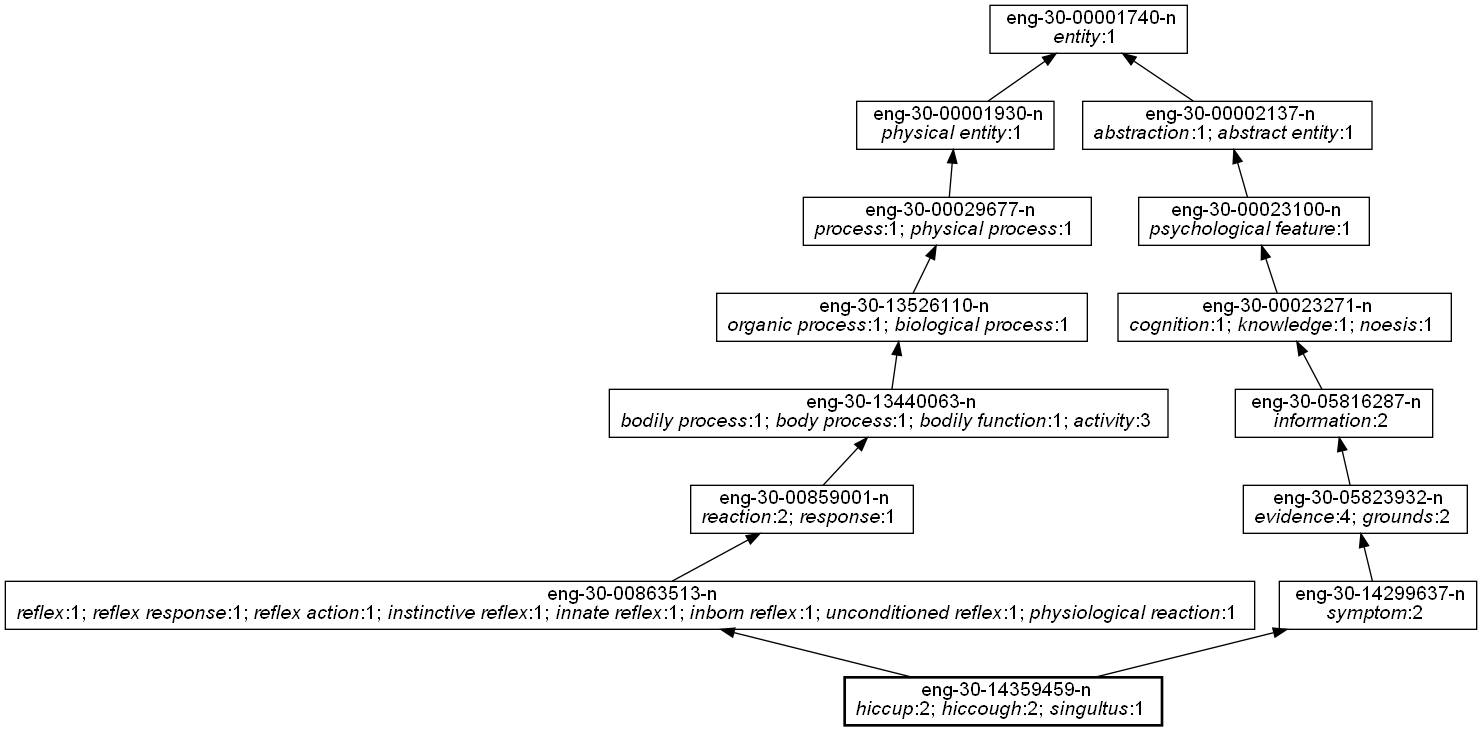 eng-30-00001740-n
entity:1
eng-30-00001930-n
physical entity:1
eng-30-00002137-n
abstraction:1; abstract entity:1
eng-30-00029677-n
process:1; physical process:1
eng-30-00023100-n
psychological feature:1
eng-30-13526110-n
organic process:1; biological process:1
eng-30-00023271-n
cognition:1; knowledge:1; noesis:1
eng-30-13440063-n
bodily process:1; body process:1; bodily function:1; activity:3
eng-30-05816287-n
information:2
eng-30-00859001-n
reaction:2; response:1
eng-30-05823932-n
evidence:4; grounds:2
eng-30-00863513-n
reflex:1; reflex response:1; reflex action:1; instinctive reflex:1; innate reflex:1; inborn reflex:1; unconditioned reflex:1; physiological reaction:1
eng-30-14299637-n
symptom:2
eng-30-14359459-n
hiccup:2; hiccough:2; singultus:1